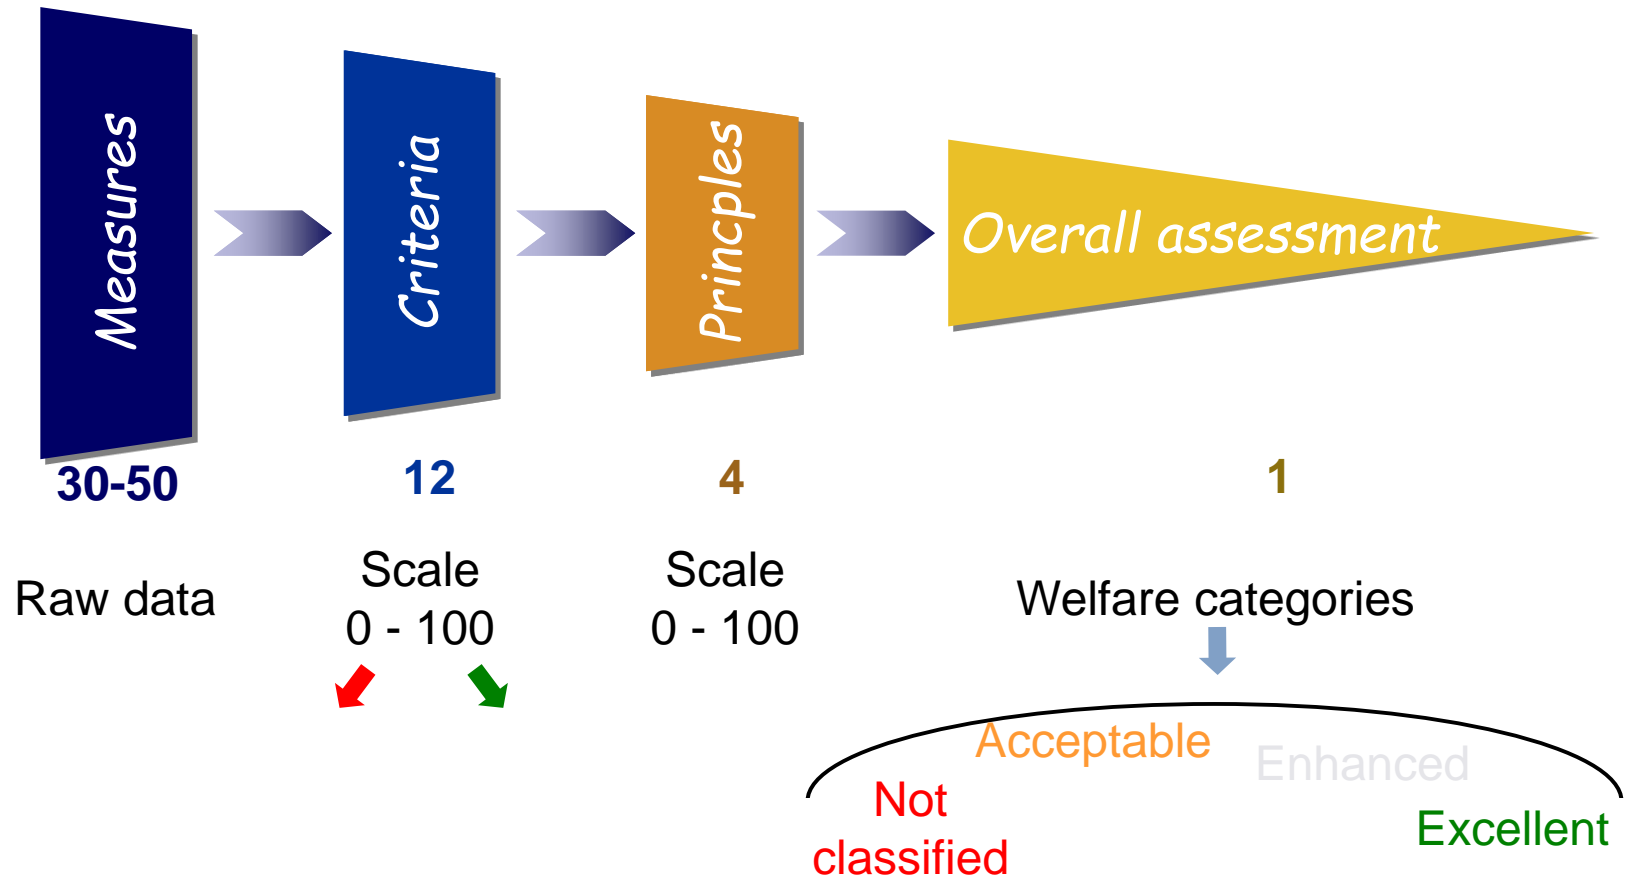 Measures
Criteria
Princples
Overall assessment
30-50
12
4
1
Raw data
Scale
0 - 100
Scale
0 - 100
Welfare categories
Acceptable
Enhanced
Not
classified
Excellent